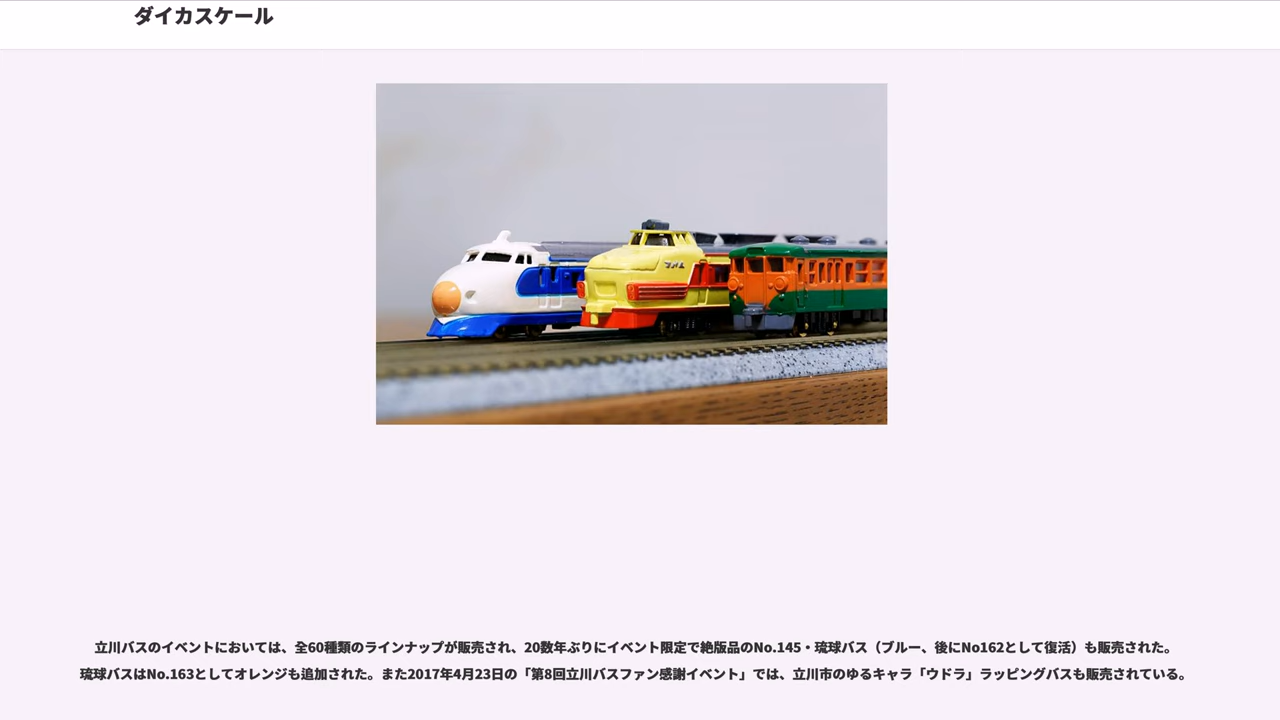 ダイカスケール
立川バスのイベントにおいては、全60種類のラインナップが販売され、20数年ぶりにイベント限定で絶版品のNo.145・琉球バス（ブルー、後にNo162として復活）も販売された。
琉球バスはNo.163としてオレンジも追加された。また2017年4月23日の「第8回立川バスファン感謝イベント」では、立川市のゆるキャラ「ウドラ」ラッピングバスも販売されている。